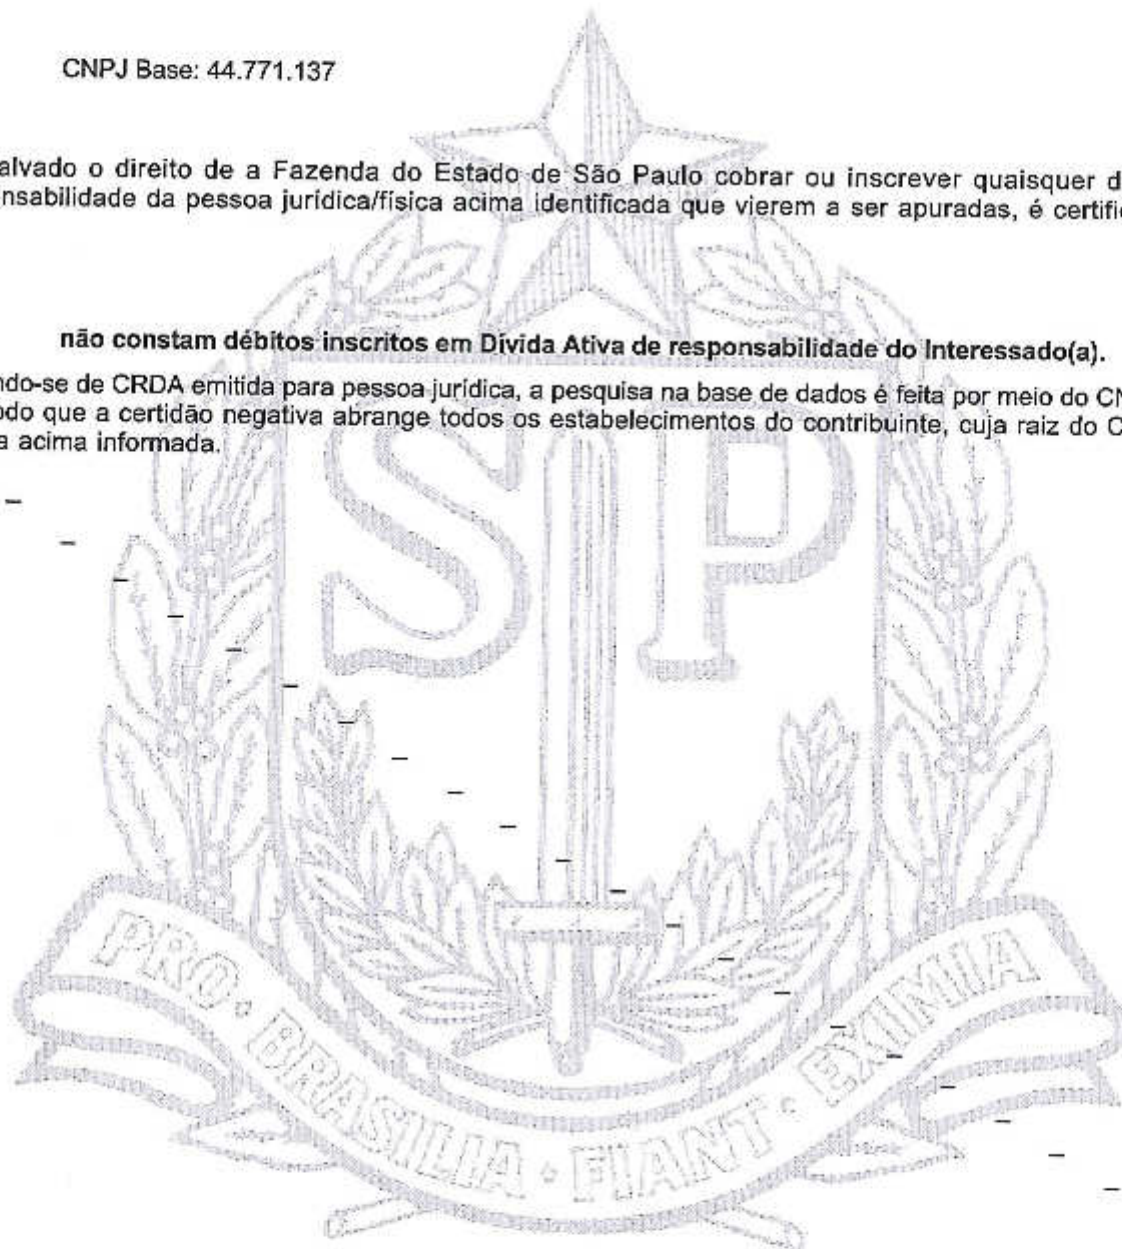 CNPJ Base: 44.771.137
alvado o direito de a Fazenda do Estado de São Paulo cobrar ou inscrever quaisquer d
nsabilidade da pessoa jurídica/física acima identificada que vierem a ser apuradas, é certifi
não constam débitos inscritos em Dívida Ativa de responsabilidade do Interessado(a).
ndo-se de CRDA emitida para pessoa jurídica, a pesquisa na base de dados é feita por meio do CN
odo que a certidão negativa abrange todos os estabelecimentos do contribuinte, cuja raiz do C
a acima informada.
SP
PRO · BRASILIA · FIANT · EXIMIA